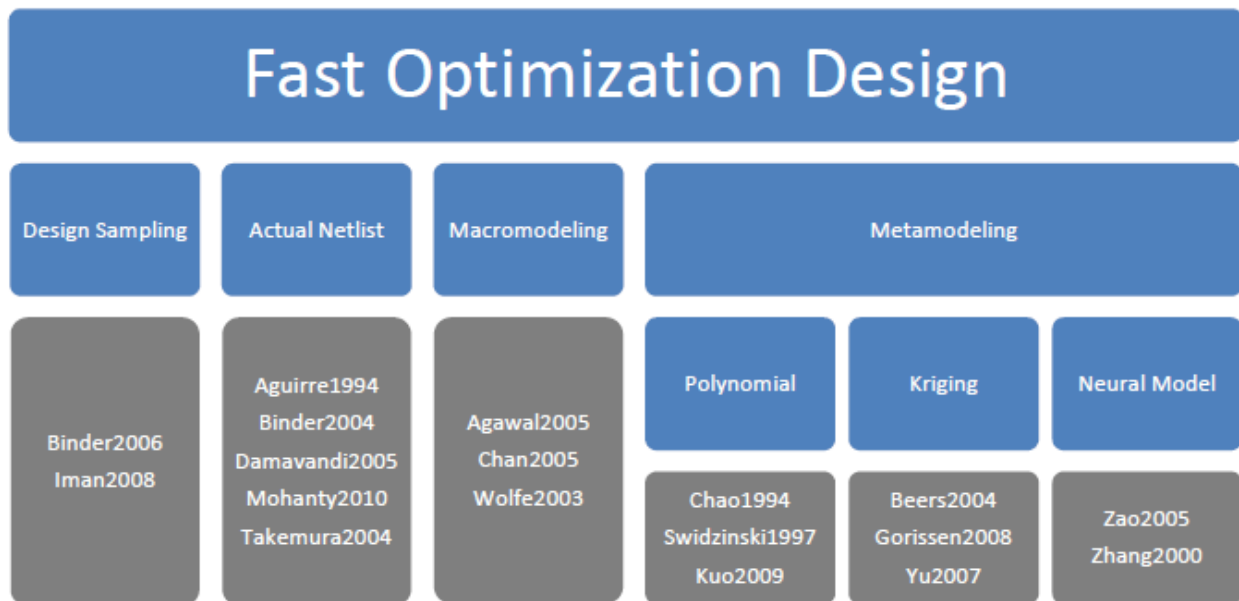 Fast Optimization Design
Design Sampling
Actual Netlist
Macromodeling
Metamodeling
Binder2006
Iman2008
Aguirre1994
Binder2004
Damavandi2005
Mohanty2010
Takemura2004
Agawal2005
Chan2005
Wolfe2003
Polynomial
Kriging
Neural Model
Chao1994
Swidzinski1997
Kuo2009
Beers2004
Gorissen2008
Yu2007
Zao2005
Zhang2000